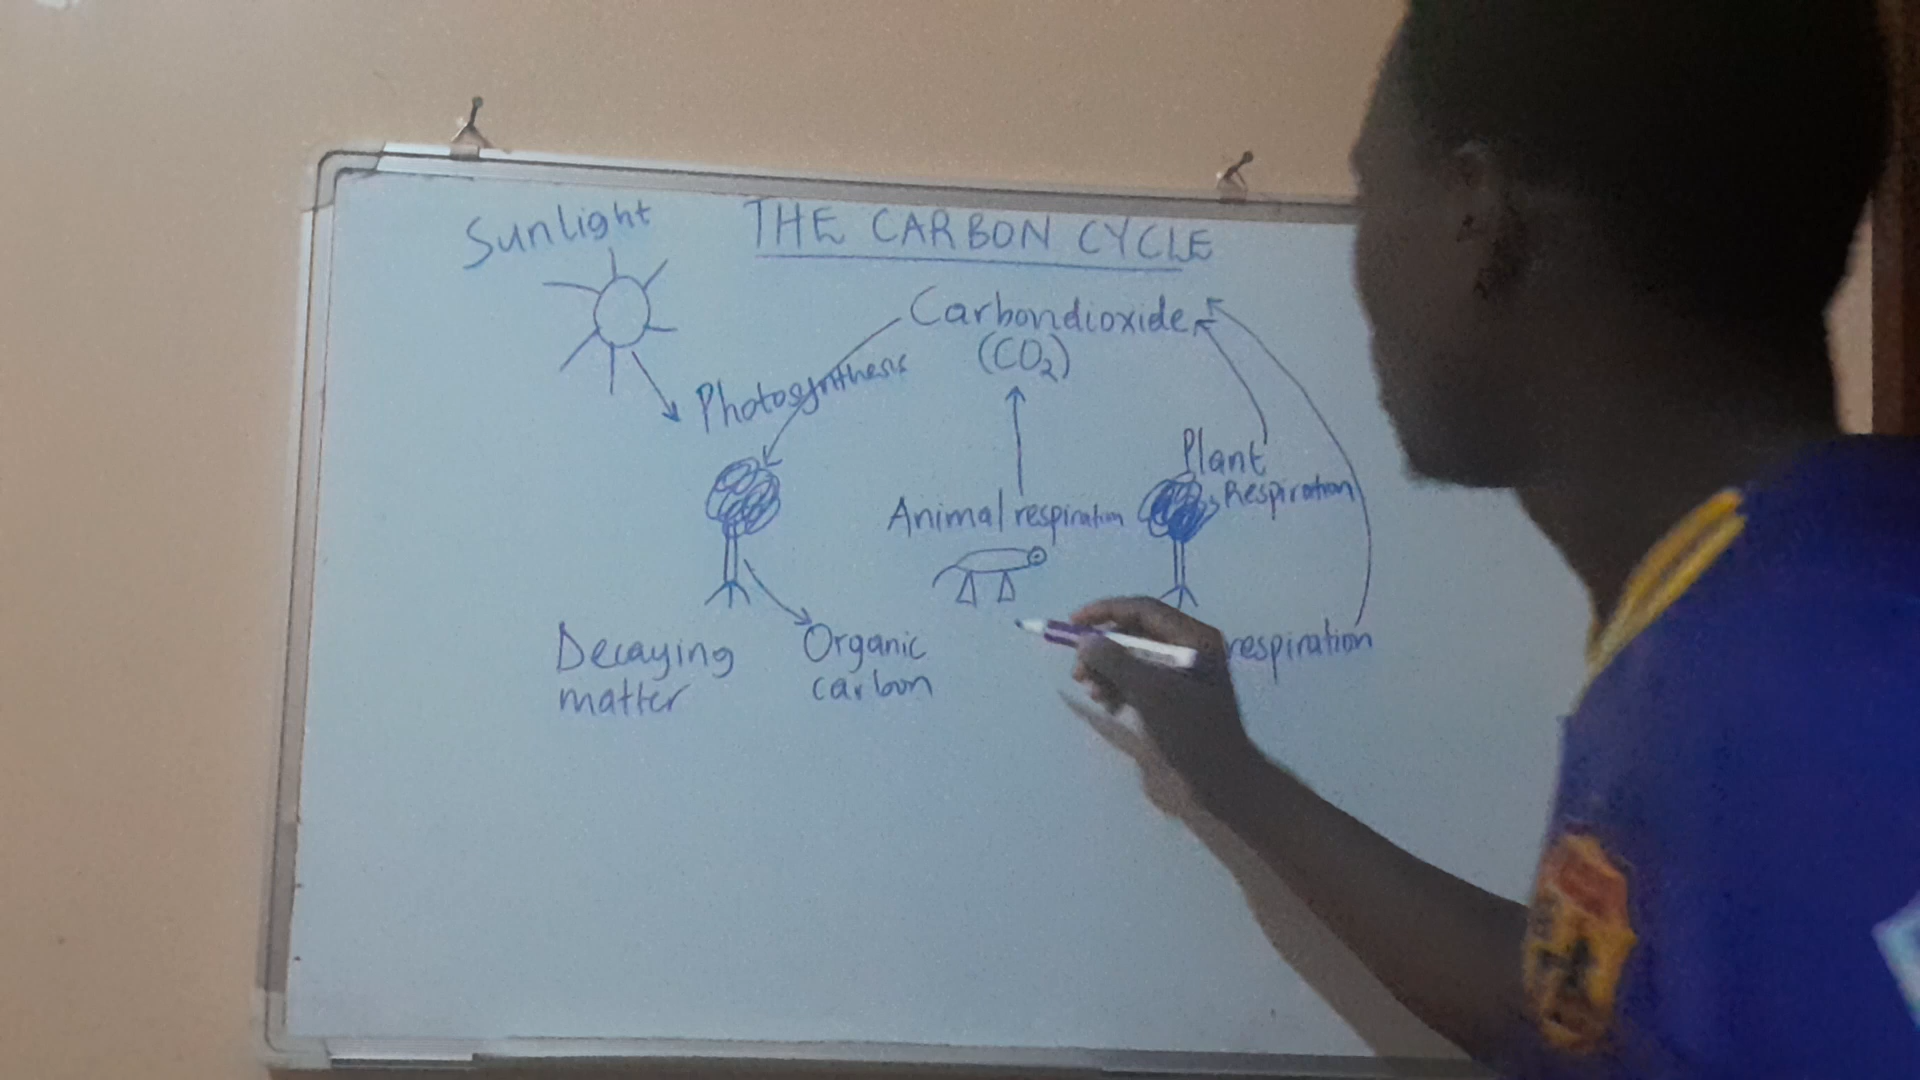 Sunlight
THE CARBON CYCLE
Carbondioxide
(CO₂)
Photosynthesis
Plant
Respiration
Animal respiration
Decaying
matter
Organic
carbon
respiration